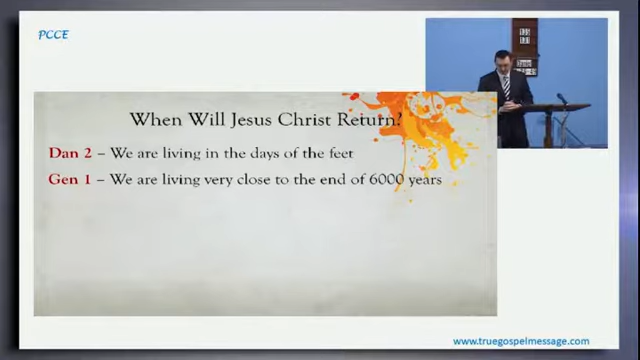 PCCE
When Will Jesus Christ Return?
Dan 2 – We are living in the days of the feet
Gen 1 – We are living very close to the end of 6000 years
www.truegospelmessage.com